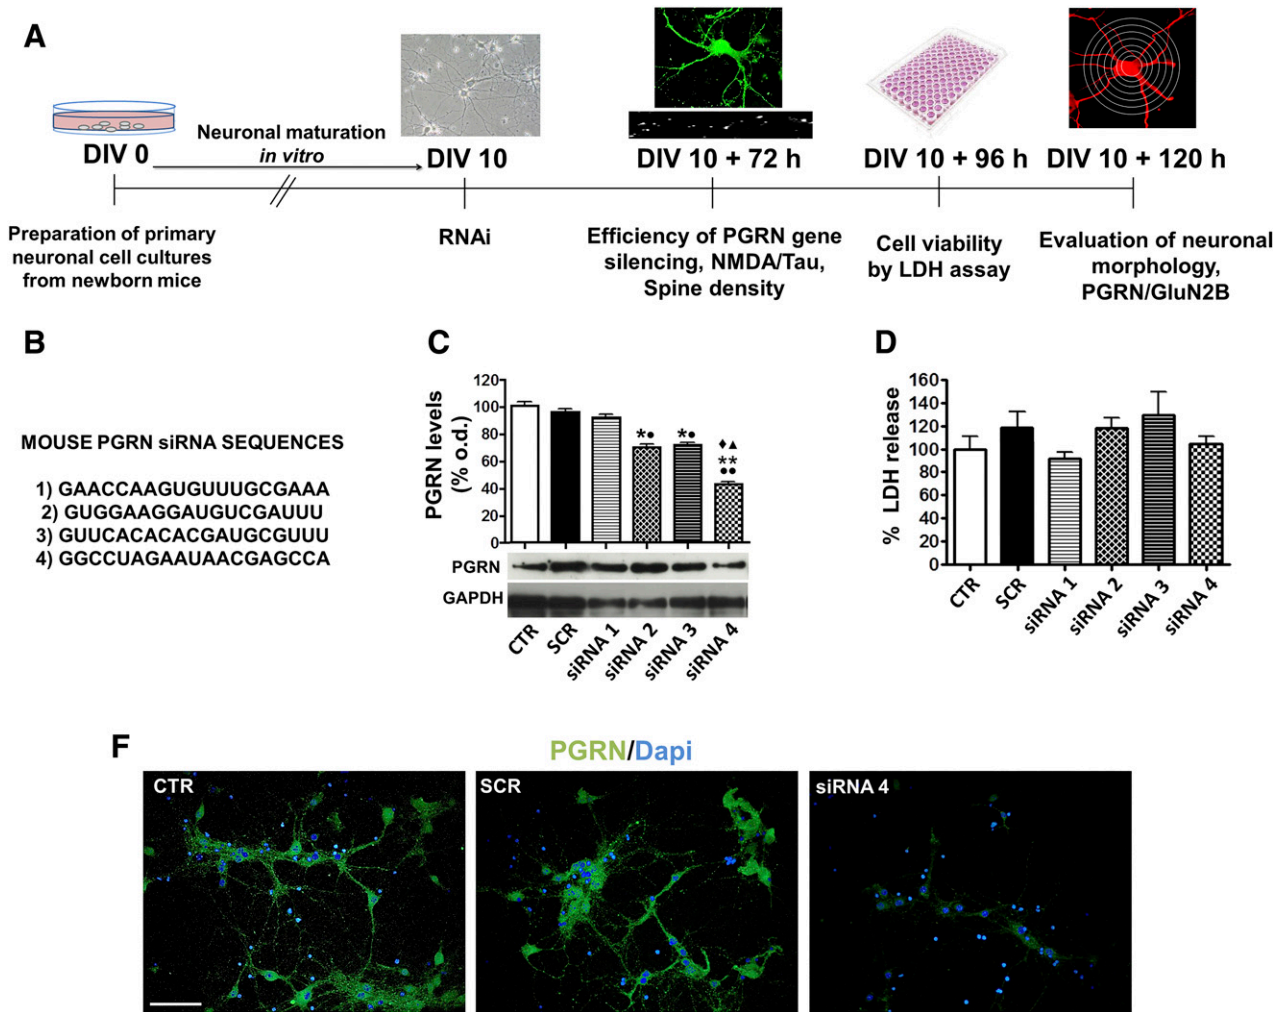 A
Neuronal maturation
in vitro
DIV 0
DIV 10
DIV 10 + 72 h
DIV 10 + 96 h
DIV 10 + 120 h
Preparation of primary
neuronal cell cultures
from newborn mice
RNAi
Efficiency of PGRN gene
silencing, NMDA/Tau,
Spine density
Cell viability
by LDH assay
Evaluation of neuronal
morphology,
PGRN/GluN2B
B
MOUSE PGRN siRNA SEQUENCES
1) GAACCAAGUGUUUGCGAAA
2) GUGGAAGGAUGUCGAUUU
3) GUUCACACACGAUGCGUUU
4) GGCCUAGAAUAACGAGCCA
C
PGRN levels
(% o.d.)
120
100
80
60
40
20
0
*•
*•
♦▲
**
••
PGRN
GAPDH
CTR
SCR
siRNA 1
siRNA 2
siRNA 3
siRNA 4
D
% LDH release
160
140
120
100
80
60
40
20
0
CTR
SCR
siRNA 1
siRNA 2
siRNA 3
siRNA 4
F
PGRN/Dapi
CTR
SCR
siRNA 4